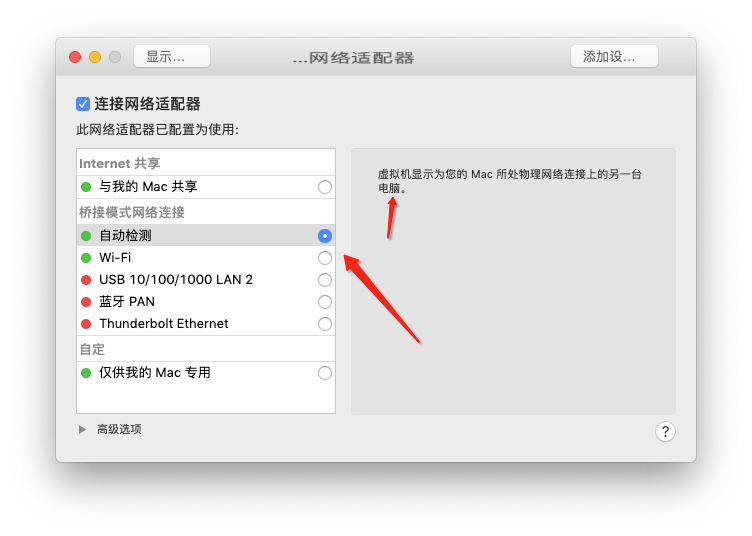 显示...
...网络适配器
添加设...
连接网络适配器
此网络适配器已配置为使用:
Internet 共享
与我的 Mac 共享
桥接模式网络连接
自动检测
Wi-Fi
USB 10/100/1000 LAN 2
蓝牙 PAN
Thunderbolt Ethernet
自定
仅供我的 Mac 专用
虚拟机显示为您的 Mac 所处物理网络连接上的另一台
电脑。
高级选项
?